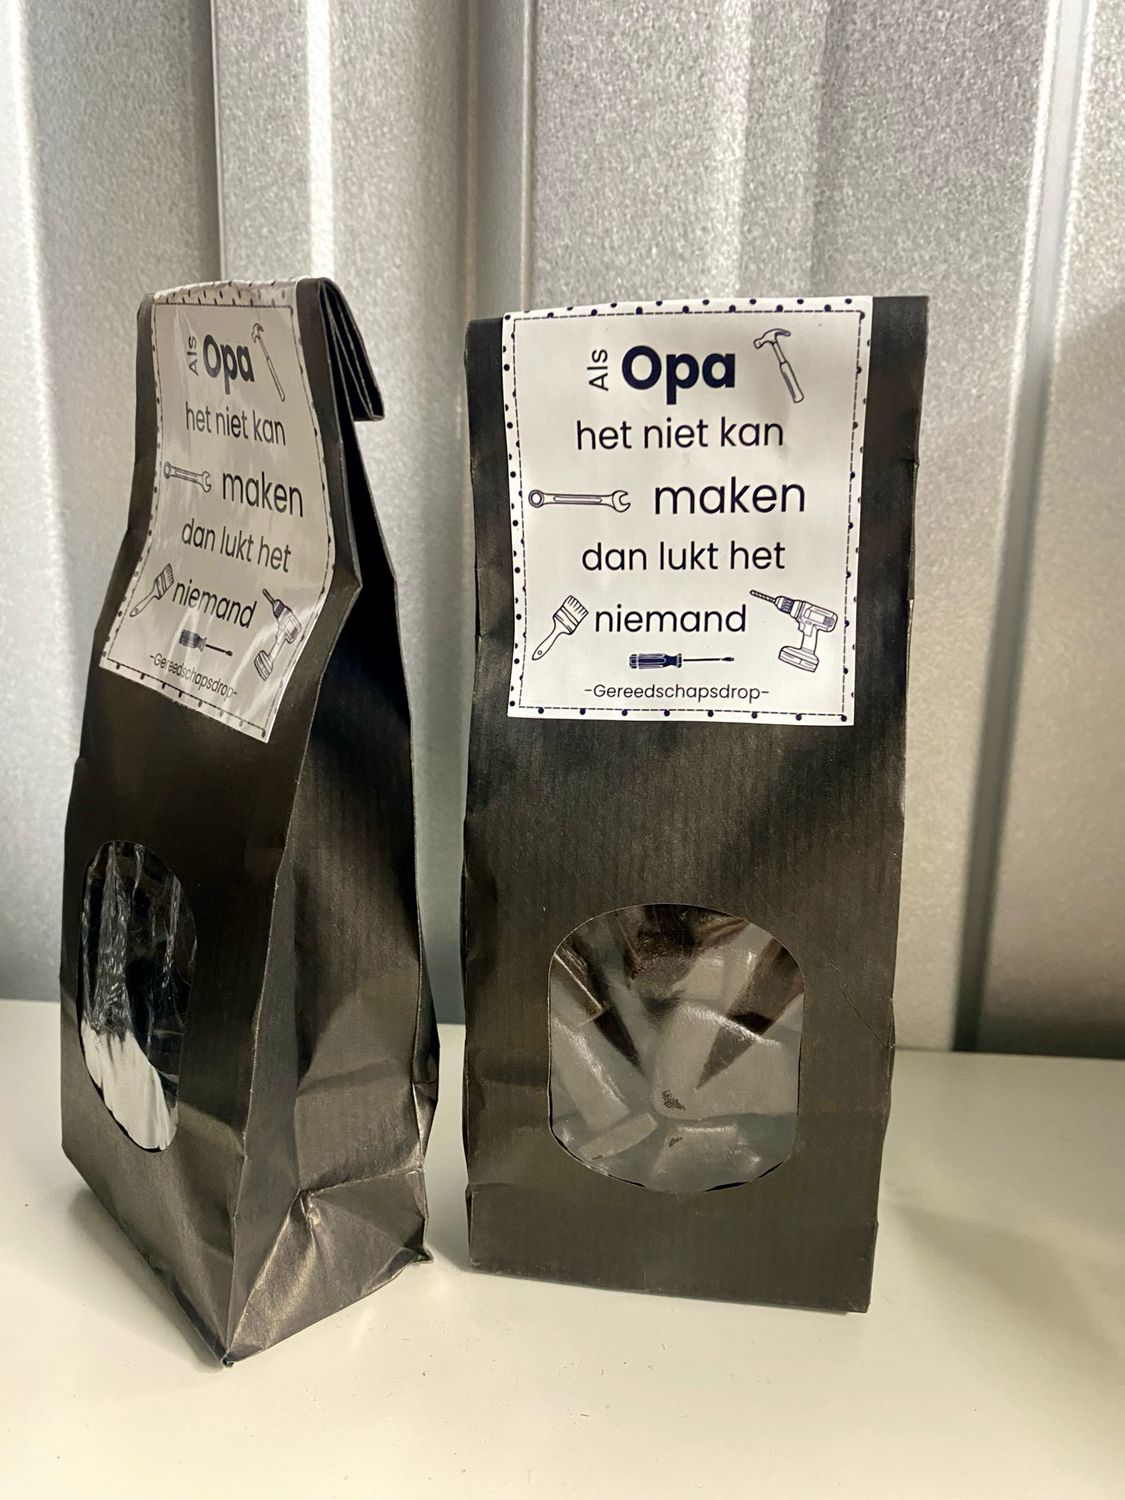 Als Opa
het niet kan
maken
dan lukt het
niemand
-Gereedschapsdrop-
Als Opa
het niet kan
maken
dan lukt het
niemand
-Gereedschapsdrop-